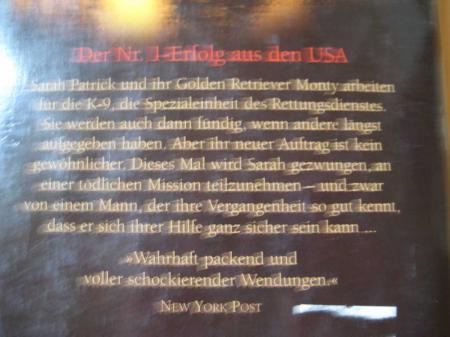 Der Nr. 1-Erfolg aus den USA
Sarah Patrick und ihr Golden Retriever Monty arbeiten
für die K-9, die Spezialeinheit des Rettungsdienstes.
Sie werden auch dann fündig, wenn andere längst
aufgegeben haben. Aber ihr neuer Auftrag ist kein
gewöhnlicher. Dieses Mal wird Sarah gezwungen, an
einer tödlichen Mission teilzunehmen – und zwar
von einem Mann, der ihre Vergangenheit so gut kennt,
dass er sich ihrer Hilfe ganz sicher sein kann ...
»Wahrhaft packend und
voller schockierender Wendungen.«
NEW YORK POST